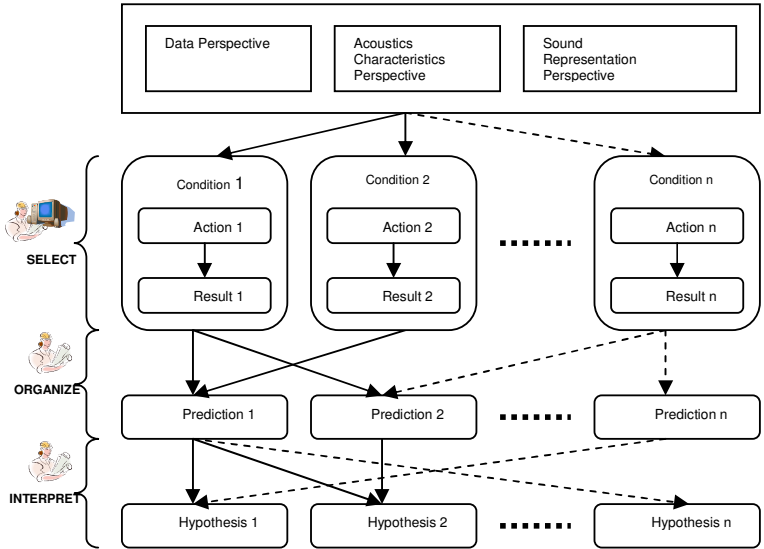 Data Perspective
Acoustics
Characteristics
Perspective
Sound
Representation
Perspective
Condition 1
Condition 2
Condition n
Action 1
Action 2
Action n
SELECT
Result 1
Result 2
Result n
ORGANIZE
Prediction 1
Prediction 2
Prediction n
INTERPRET
Hypothesis 1
Hypothesis 2
Hypothesis n